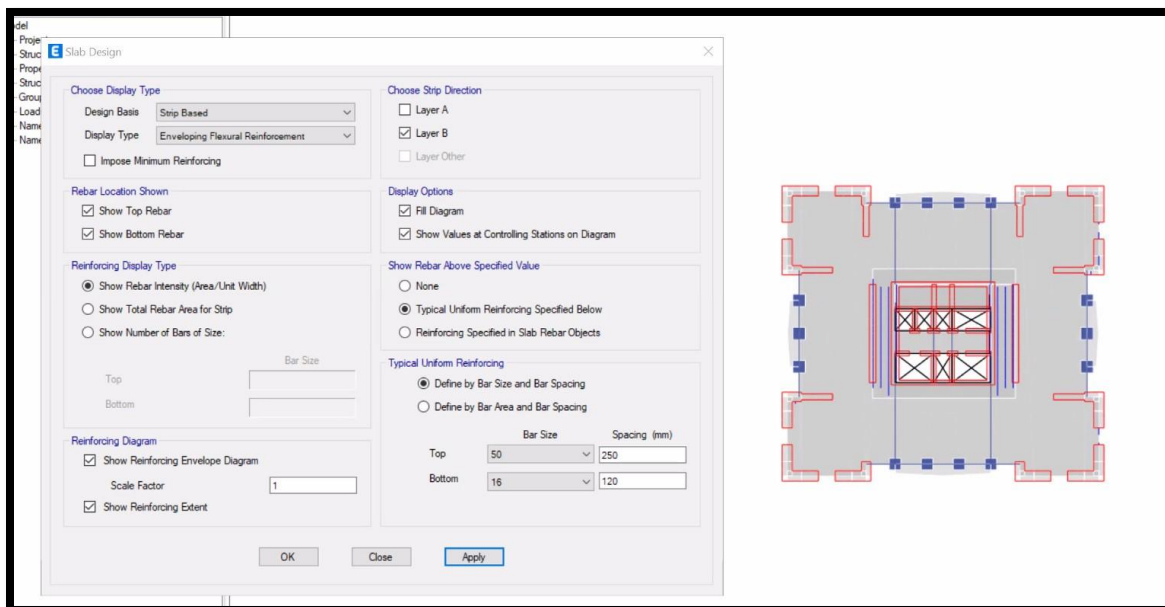 del
Proje
Struc
Prope
Struc
Group
Load
Name
Name
E Slab Design
Choose Display Type
Design Basis Strip Based
Display Type Enveloping Flexural Reinforcement
Impose Minimum Reinforcing
Rebar Location Shown
Show Top Rebar
Show Bottom Rebar
Reinforcing Display Type
Show Rebar Intensity (Area/Unit Width)
Show Total Rebar Area for Strip
Show Number of Bars of Size:
Bar Size
Top
Bottom
Reinforcing Diagram
Show Reinforcing Envelope Diagram
Scale Factor 1
Show Reinforcing Extent
Choose Strip Direction
Layer A
Layer B
Layer Other
Display Options
Fill Diagram
Show Values at Controlling Stations on Diagram
Show Rebar Above Specified Value
None
Typical Uniform Reinforcing Specified Below
Reinforcing Specified in Slab Rebar Objects
Typical Uniform Reinforcing
Define by Bar Size and Bar Spacing
Define by Bar Area and Bar Spacing
Bar Size Spacing (mm)
Top 50 250
Bottom 16 120
OK Close Apply